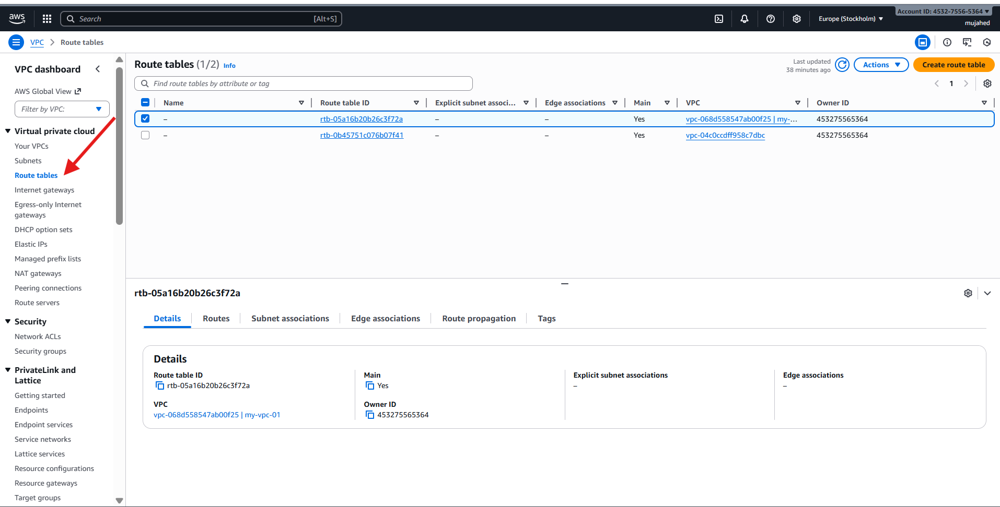 aws
Search [Alt+S]
Europe (Stockholm)
Account ID: 4532-7556-5364
mujahed
VPC
Route tables
VPC dashboard
AWS Global View
Filter by VPC:
Virtual private cloud
Your VPCs
Subnets
Route tables
Internet gateways
Egress-only Internet
gateways
DHCP option sets
Elastic IPs
Managed prefix lists
NAT gateways
Peering connections
Route servers
Security
Network ACLs
Security groups
PrivateLink and
Lattice
Getting started
Endpoints
Endpoint services
Service networks
Lattice services
Resource configurations
Resource gateways
Target groups
Route tables (1/2) Info
Last updated
38 minutes ago
Actions
Create route table
Find route tables by attribute or tag
1
Name Route table ID Explicit subnet associ... Edge associations Main VPC Owner ID
– rtb-05a16b20b26c3f72a – – Yes vpc-068d558547ab00f25 | my-... 453275565364
– rtb-0b45751c076b07f41 – – Yes vpc-04c0ccdff958c7dbc 453275565364
rtb-05a16b20b26c3f72a
Details Routes Subnet associations Edge associations Route propagation Tags
Details
Route table ID
rtb-05a16b20b26c3f72a
Main
Yes
Explicit subnet associations
–
Edge associations
–
VPC
vpc-068d558547ab00f25 | my-vpc-01
Owner ID
453275565364